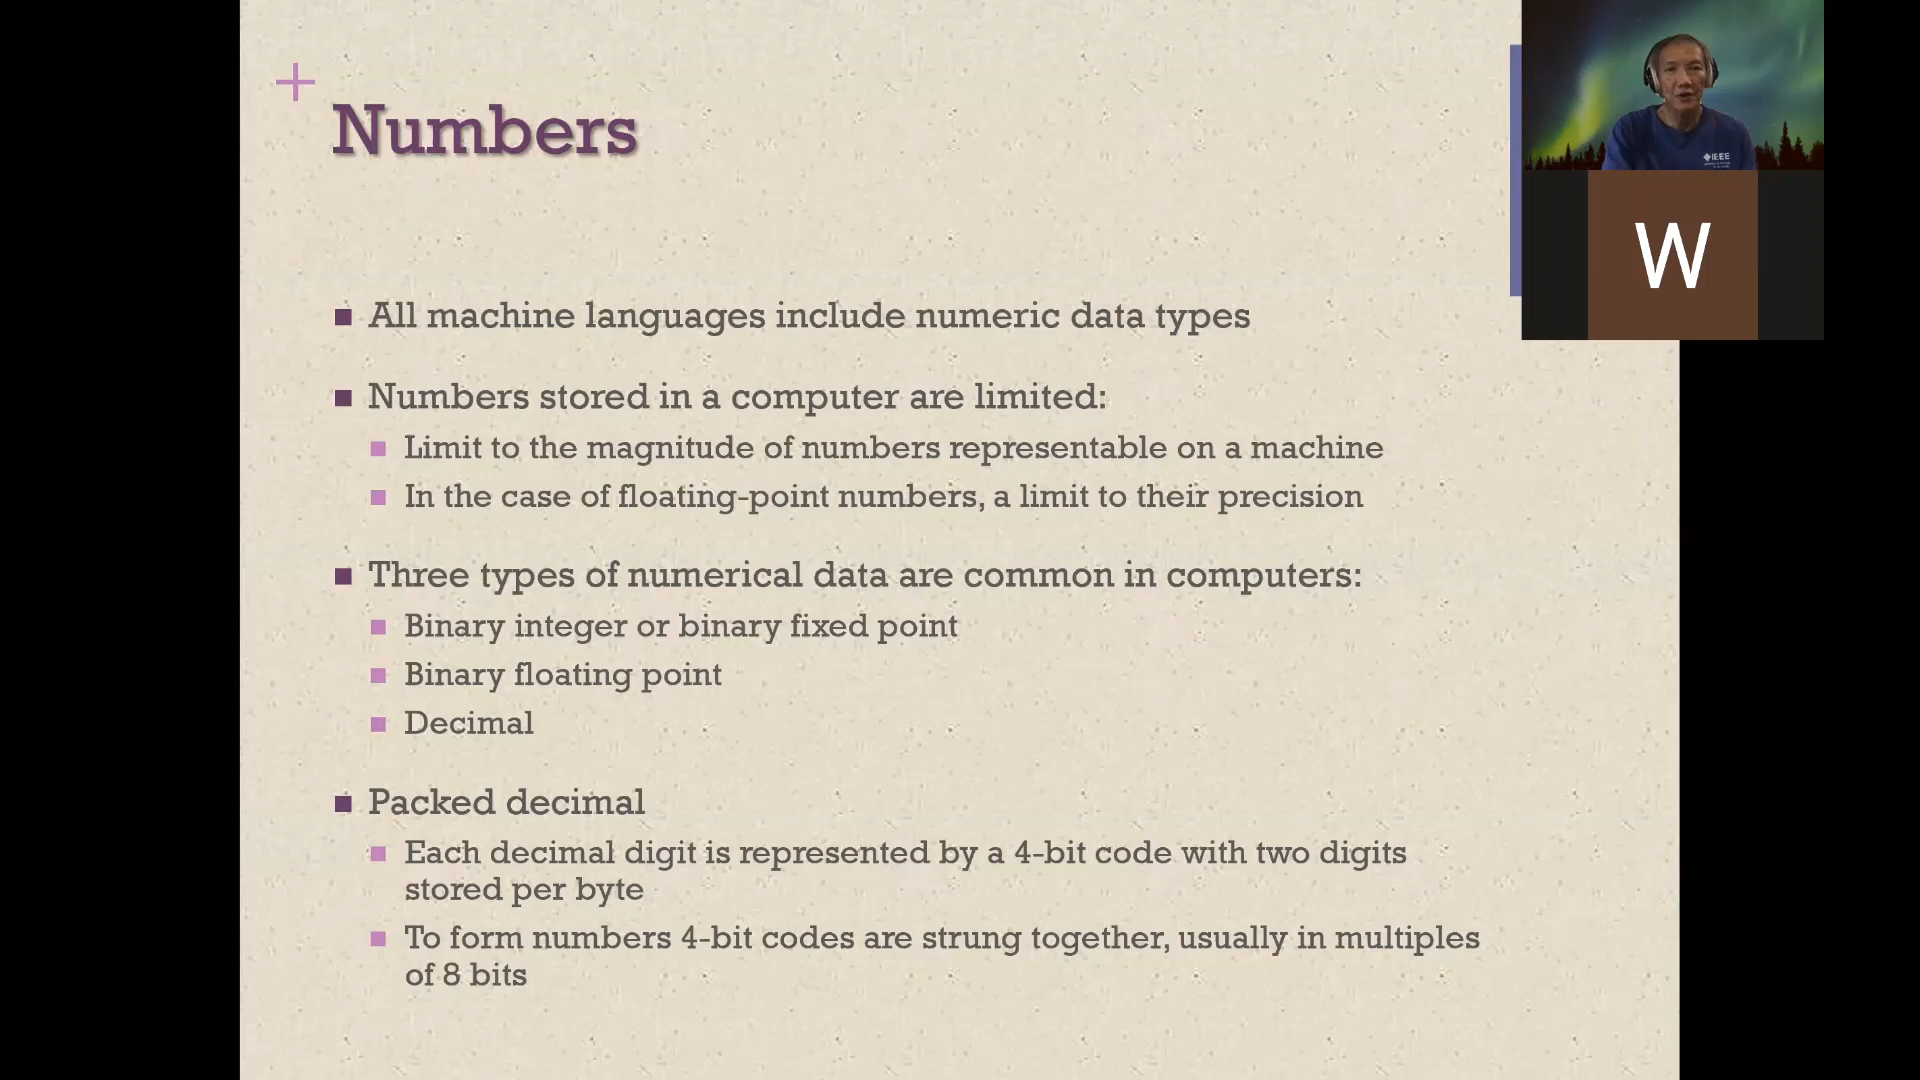 +
Numbers
All machine languages include numeric data types
Numbers stored in a computer are limited:
Limit to the magnitude of numbers representable on a machine
In the case of floating-point numbers, a limit to their precision
Three types of numerical data are common in computers:
Binary integer or binary fixed point
Binary floating point
Decimal
Packed decimal
Each decimal digit is represented by a 4-bit code with two digits
stored per byte
To form numbers 4-bit codes are strung together, usually in multiples
of 8 bits
IEEE
W